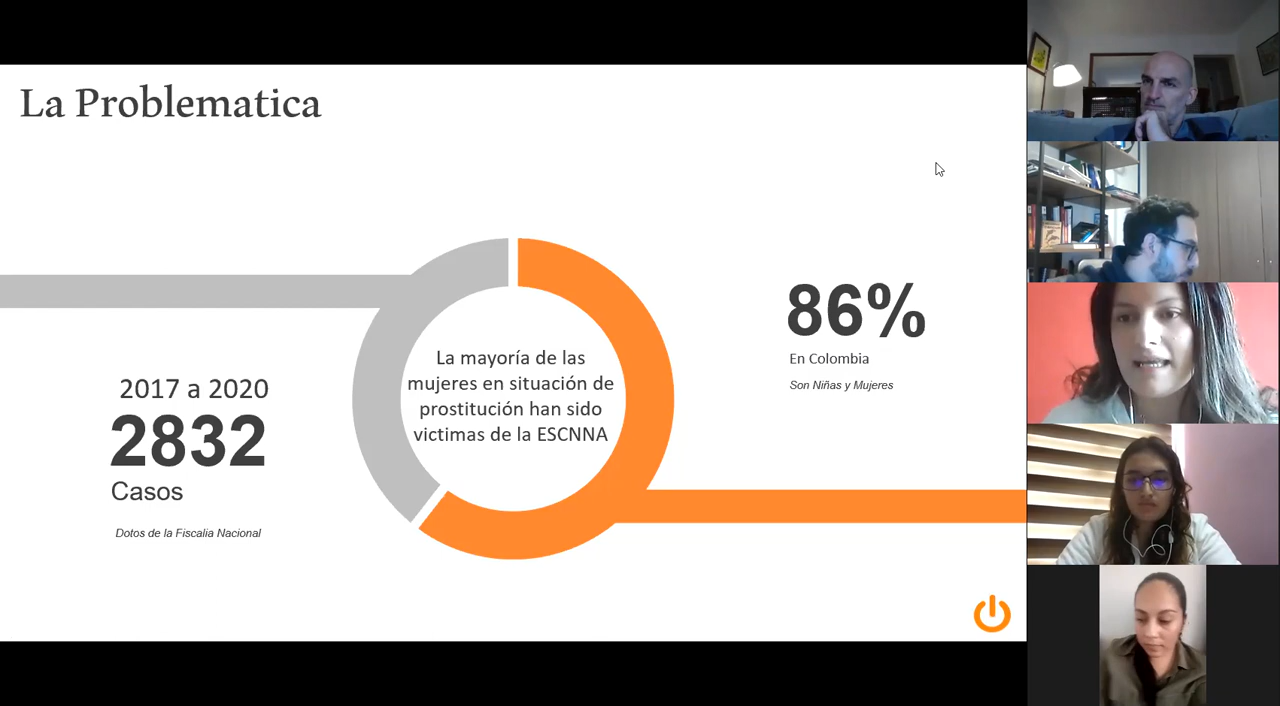 La Problematica
2017 a 2020
2832
Casos
Dotos de la Fiscalia Nacional
La mayoría de las
mujeres en situación de
prostitución han sido
victimas de la ESCNNA
86%
En Colombia
Son Niñas y Mujeres